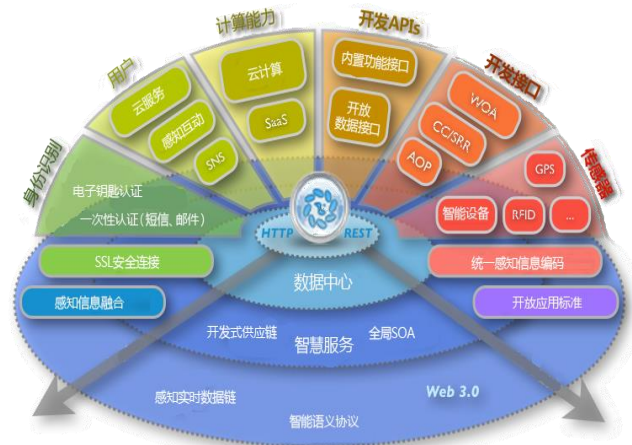 计算能力
开发APIs
用户
开发接口
云计算
内置功能接口
云服务
WOA
感知互动
SaaS
开放
数据接口
CC/SRR
SNS
AOP
身份识别
传感器
GPS
电子钥匙认证
一次性认证(短信、邮件)
智能设备
RFID
...
HTTP
REST
SSL安全连接
统一感知信息编码
数据中心
感知信息融合
开放应用标准
开发式供应链
全局SOA
智慧服务
感知实时数据链
Web 3.0
智能语义协议